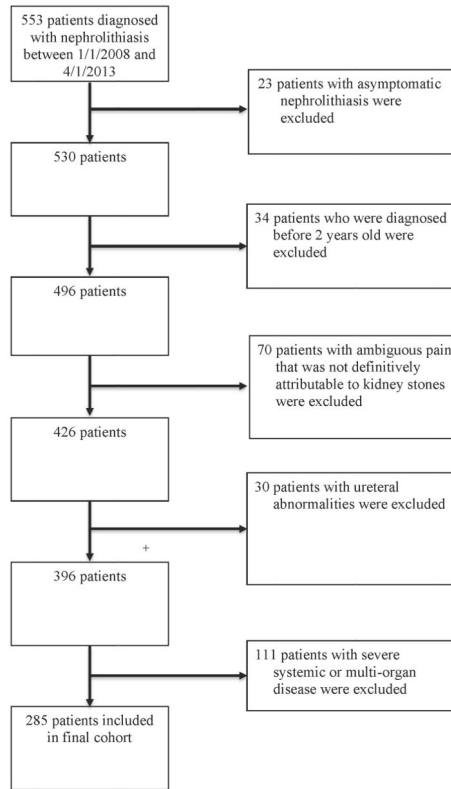 553 patients diagnosed
with nephrolithiasis
between 1/1/2008 and
4/1/2013
23 patients with asymptomatic
nephrolithiasis were
excluded
530 patients
34 patients who were diagnosed
before 2 years old were
excluded
496 patients
70 patients with ambiguous pain
that was not definitively
attributable to kidney stones
were excluded
426 patients
30 patients with ureteral
abnormalities were excluded
+
396 patients
111 patients with severe
systemic or multi-organ
disease were excluded
285 patients included
in final cohort